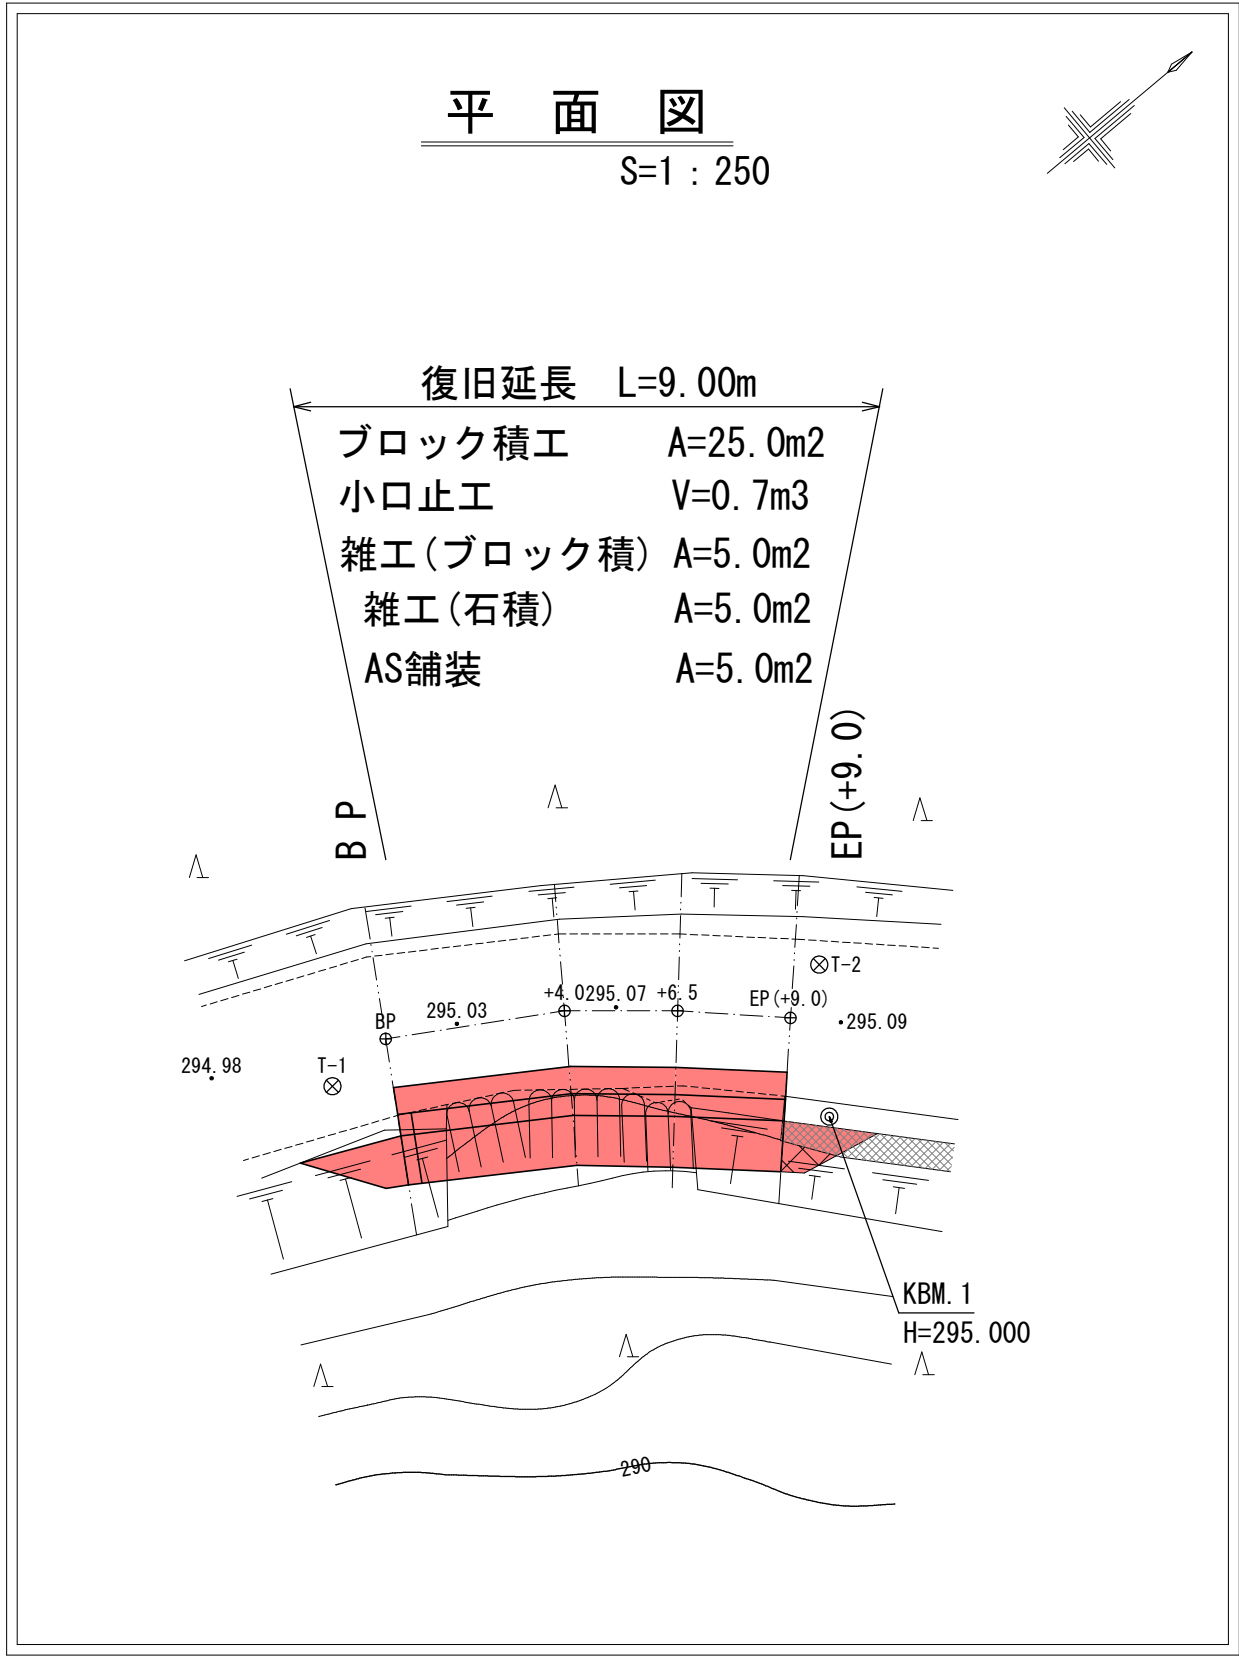 平 面 図
S=1 : 250
復旧延長 L=9.00m
ブロック積工 A=25.0m2
小口止工 V=0.7m3
雑工(ブロック積) A=5.0m2
雑工(石積) A=5.0m2
AS舗装 A=5.0m2
B P
EP(+9.0)
T-2
+4.0
295.07
+6.5
EP(+9.0)
295.03
BP
295.09
294.98
T-1
KBM.1
H=295.000
290